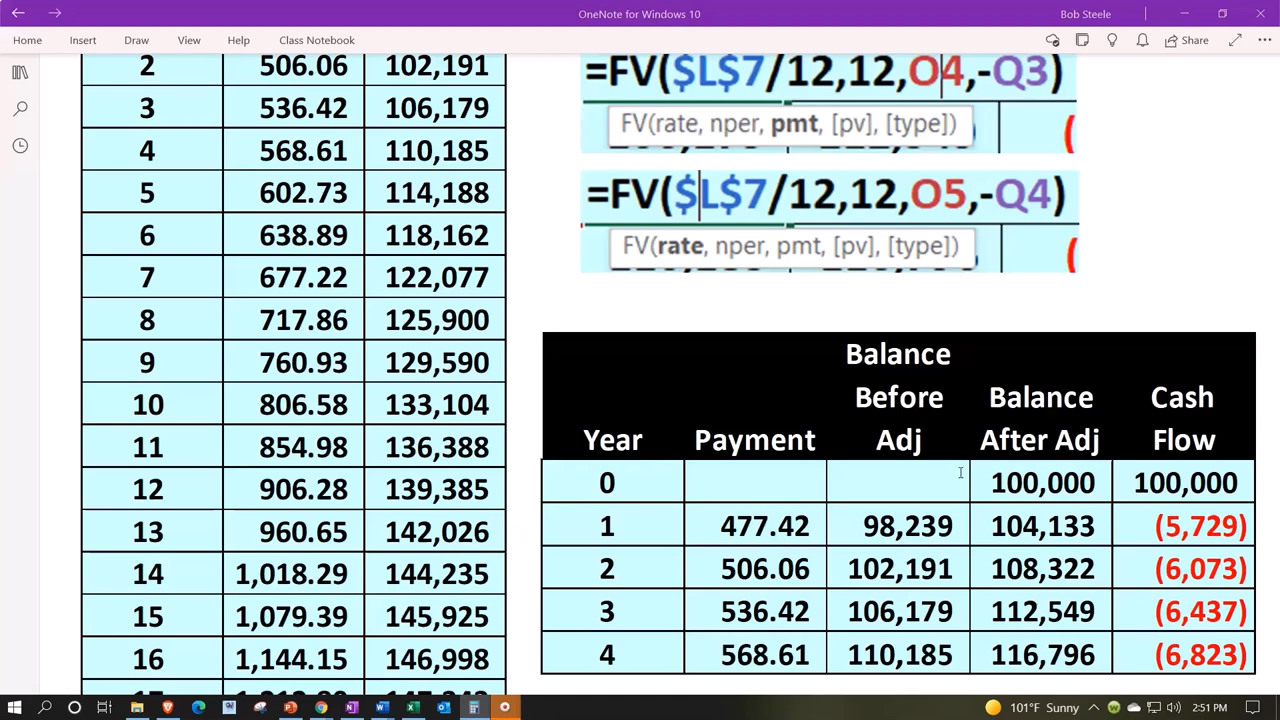 OneNote for Windows 10
Bob Steele
Home Insert Draw View Help Class Notebook
Share
2 506.06 102,191
3 536.42 106,179
4 568.61 110,185
5 602.73 114,188
6 638.89 118,162
7 677.22 122,077
8 717.86 125,900
9 760.93 129,590
10 806.58 133,104
11 854.98 136,388
12 906.28 139,385
13 960.65 142,026
14 1,018.29 144,235
15 1,079.39 145,925
16 1,144.15 146,998
=FV($L$7/12,12,O4,-Q3)
FV(rate, nper, pmt, [pv], [type])
=FV($L$7/12,12,O5,-Q4)
FV(rate, nper, pmt, [pv], [type])
Balance
Before Balance Cash
Year Payment Adj After Adj Flow
0 100,000 100,000
1 477.42 98,239 104,133 (5,729)
2 506.06 102,191 108,322 (6,073)
3 536.42 106,179 112,549 (6,437)
4 568.61 110,185 116,796 (6,823)
101°F Sunny
2:51 PM